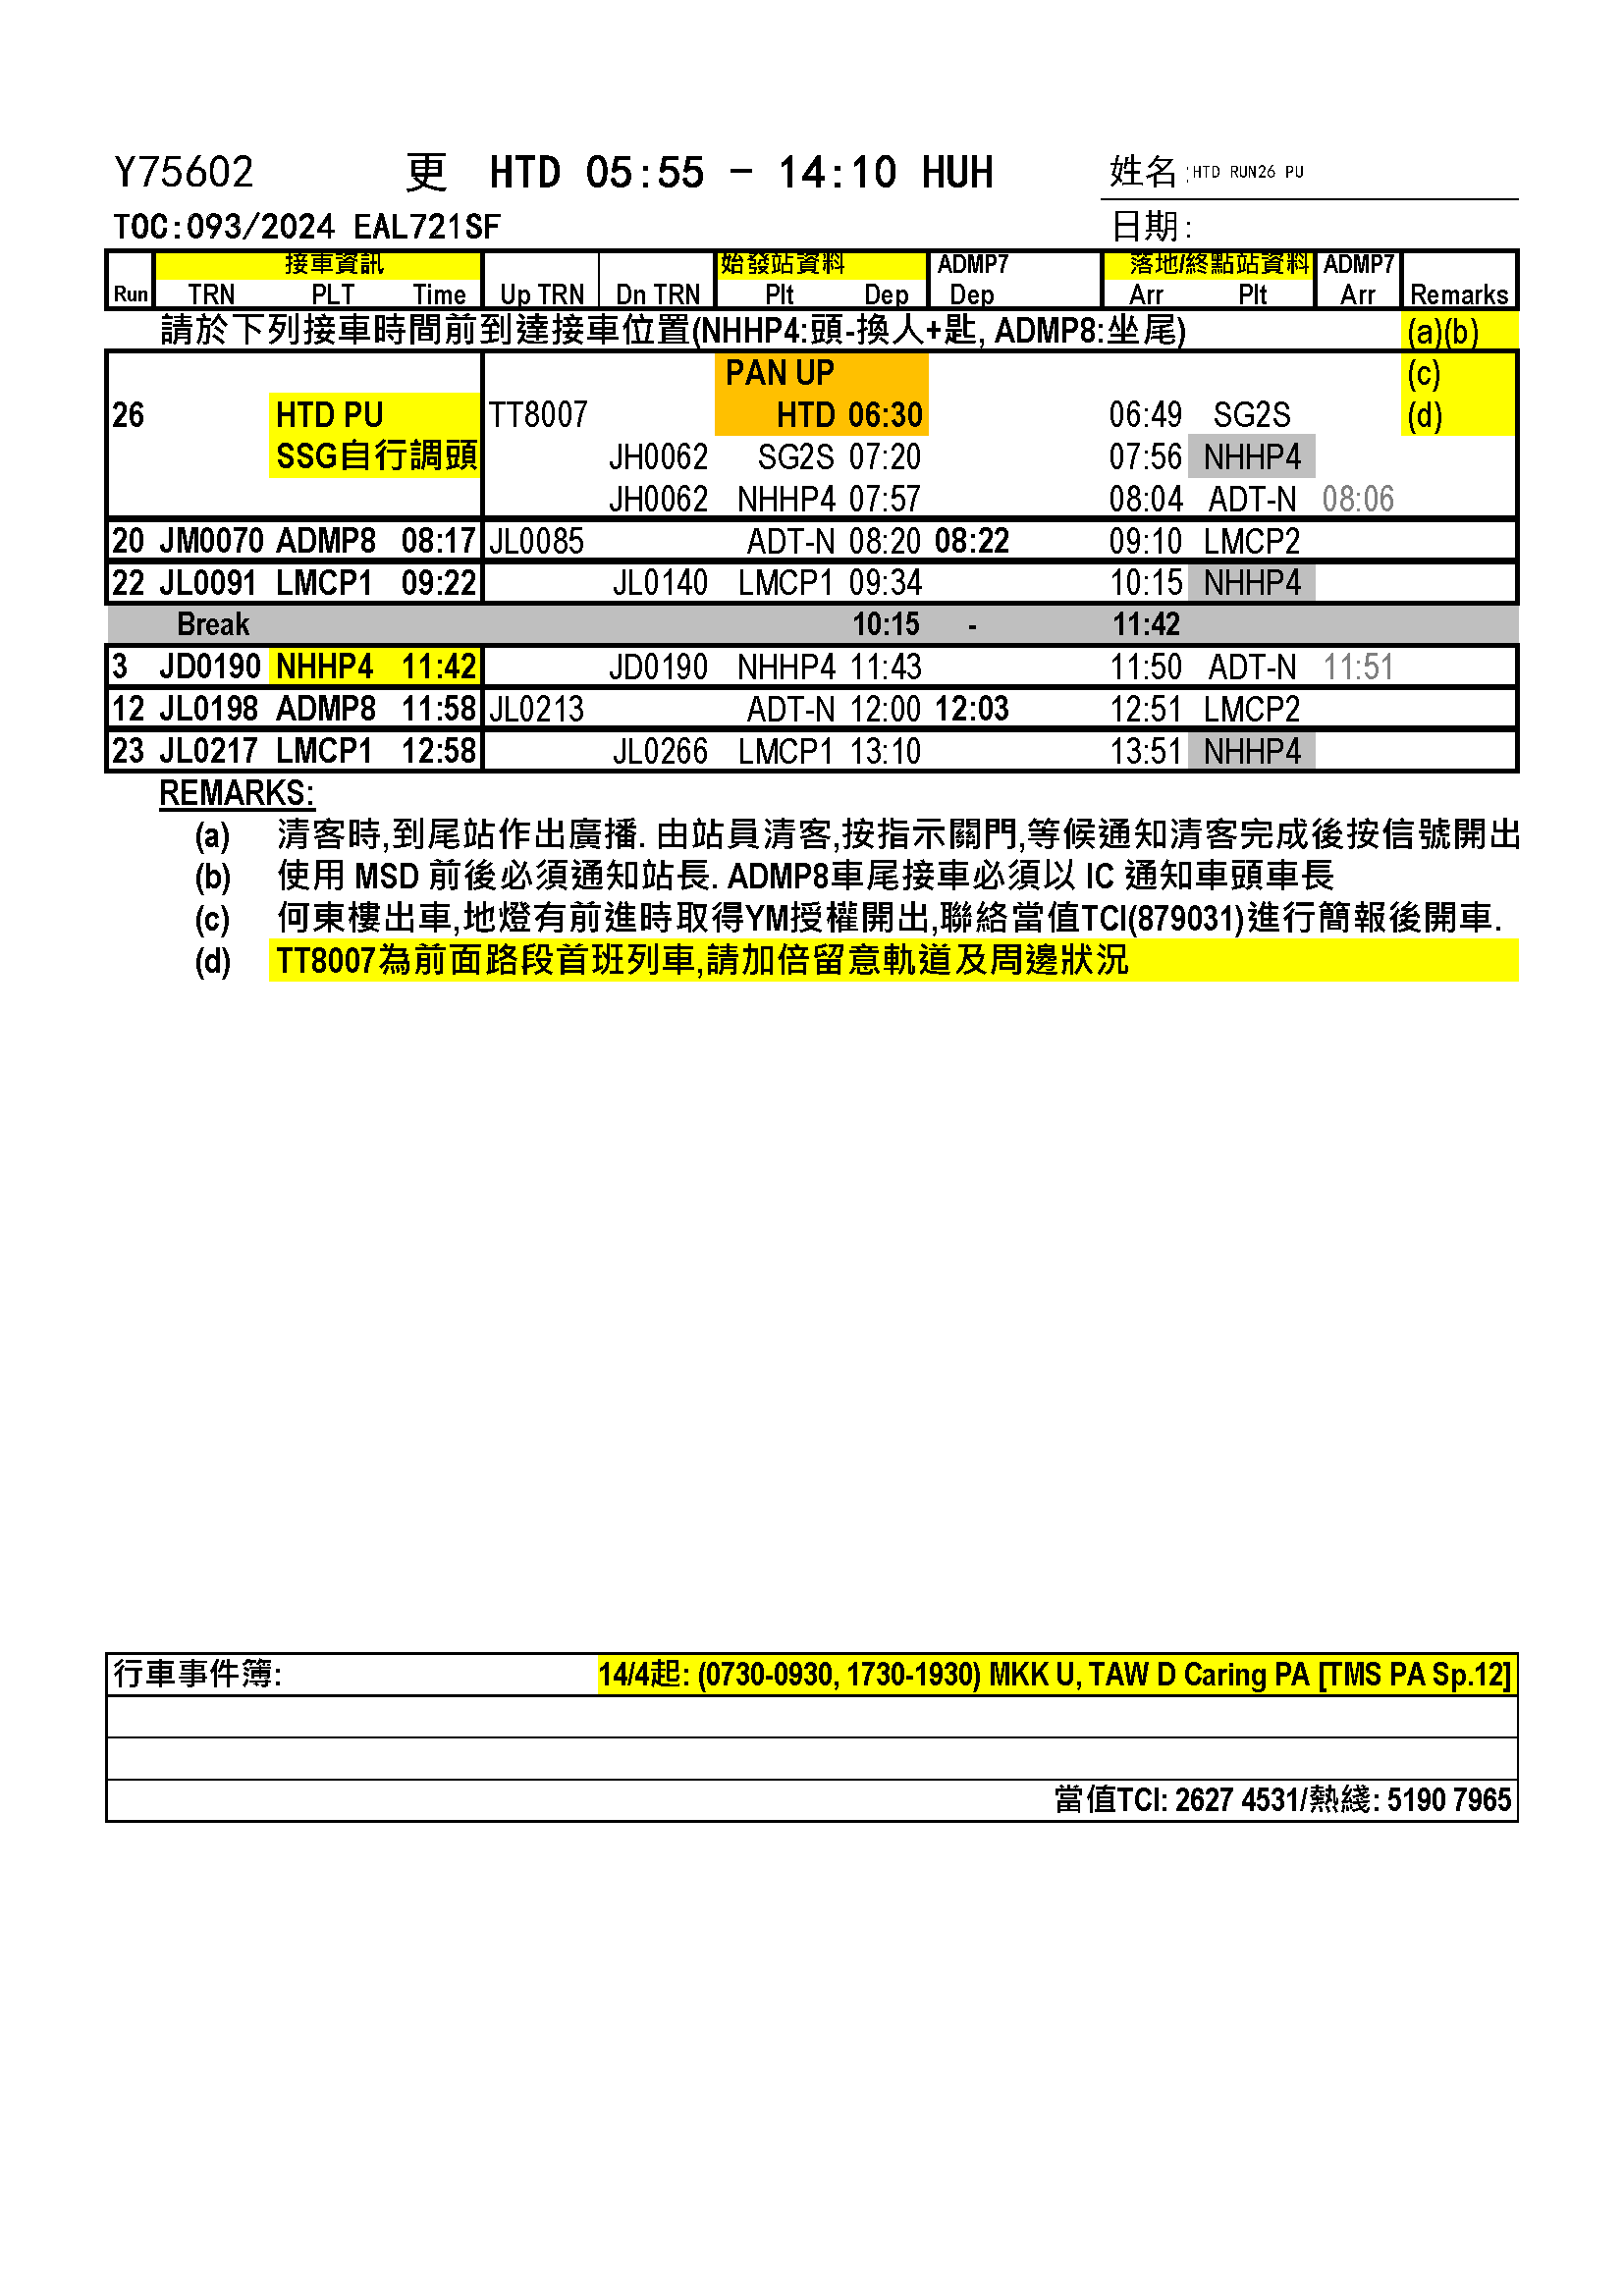 Y75602 更 HTD 05:55 - 14:10 HUH 姓名:HTD RUN26 PU
TOC:093/2024 EAL721SF 日期:
接車資訊 始發站資料 ADMP7 落地/終點站資料 ADMP7
Run TRN PLT Time Up TRN Dn TRN Plt Dep Dep Arr Plt Arr Remarks
請於下列接車時間前到達接車位置(NHHP4:頭-換人+匙, ADMP8:坐尾) (a)(b)
PAN UP (c)
26 HTD PU TT8007 HTD 06:30 06:49 SG2S (d)
SSG自行調頭 JH0062 SG2S 07:20 07:56 NHHP4
JH0062 NHHP4 07:57 08:04 ADT-N 08:06
20 JM0070 ADMP8 08:17 JL0085 ADT-N 08:20 08:22 09:10 LMCP2
22 JL0091 LMCP1 09:22 JL0140 LMCP1 09:34 10:15 NHHP4
Break 10:15 - 11:42
3 JD0190 NHHP4 11:42 JD0190 NHHP4 11:43 11:50 ADT-N 11:51
12 JL0198 ADMP8 11:58 JL0213 ADT-N 12:00 12:03 12:51 LMCP2
23 JL0217 LMCP1 12:58 JL0266 LMCP1 13:10 13:51 NHHP4
REMARKS:
(a) 清客時,到尾站作出廣播. 由站員清客,按指示關門,等候通知清客完成後按信號開出
(b) 使用 MSD 前後必須通知站長. ADMP8車尾接車必須以 IC 通知車頭車長
(c) 何東樓出車,地燈有前進時取得YM授權開出,聯絡當值TCI(879031)進行簡報後開車.
(d) TT8007為前面路段首班列車,請加倍留意軌道及周邊狀況
行車事件簿: 14/4起: (0730-0930, 1730-1930) MKK U, TAW D Caring PA [TMS PA Sp.12]
當值TCI: 2627 4531/熱綫: 5190 7965